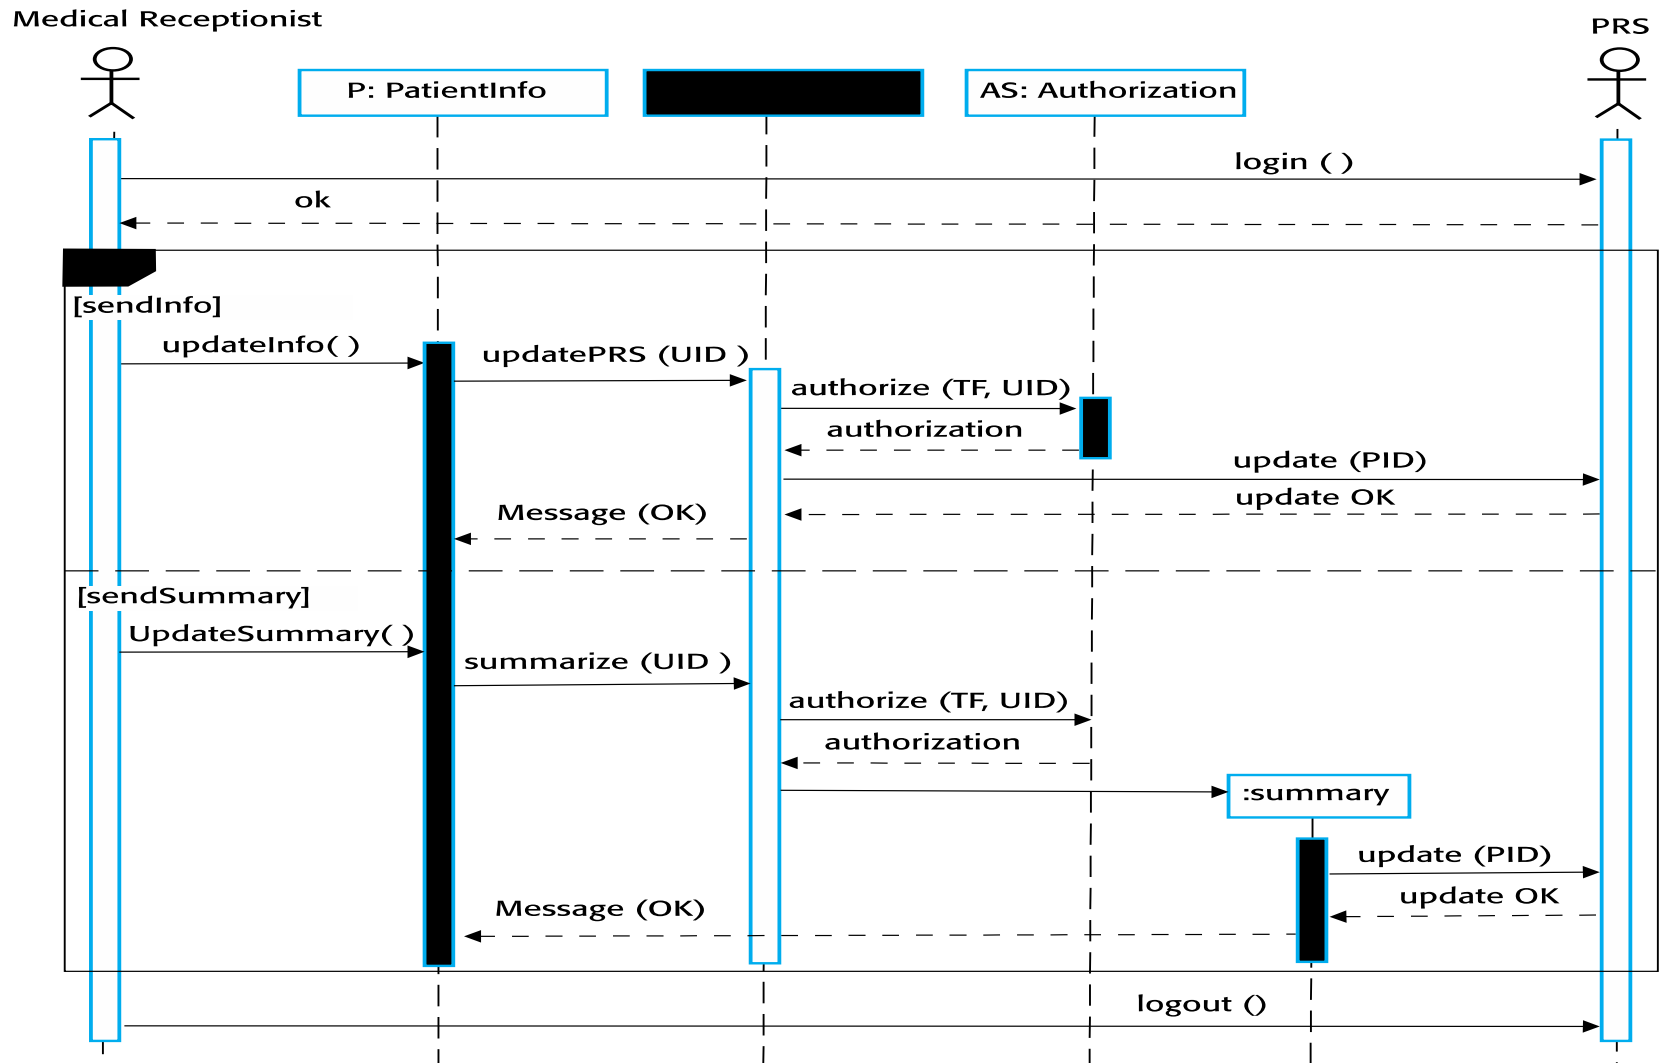 Medical Receptionist
PRS
P: PatientInfo
AS: Authorization
login ( )
ok
[sendInfo]
updateInfo( )
updatePRS (UID )
authorize (TF, UID)
authorization
update (PID)
update OK
Message (OK)
[sendSummary]
UpdateSummary( )
summarize (UID )
authorize (TF, UID)
authorization
:summary
update (PID)
update OK
Message (OK)
logout ()